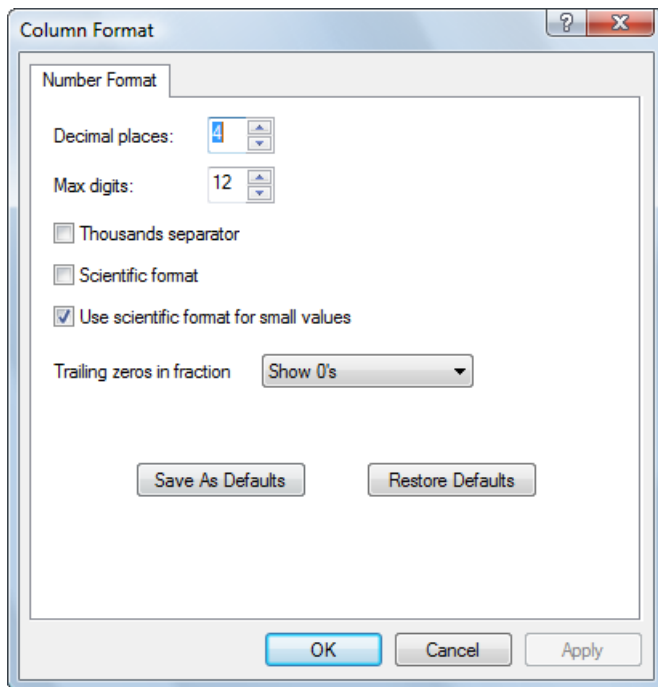 Column Format
?
Number Format
Decimal places: 4
Max digits: 12
Thousands separator
Scientific format
Use scientific format for small values
Trailing zeros in fraction Show 0's
Save As Defaults Restore Defaults
OK Cancel Apply